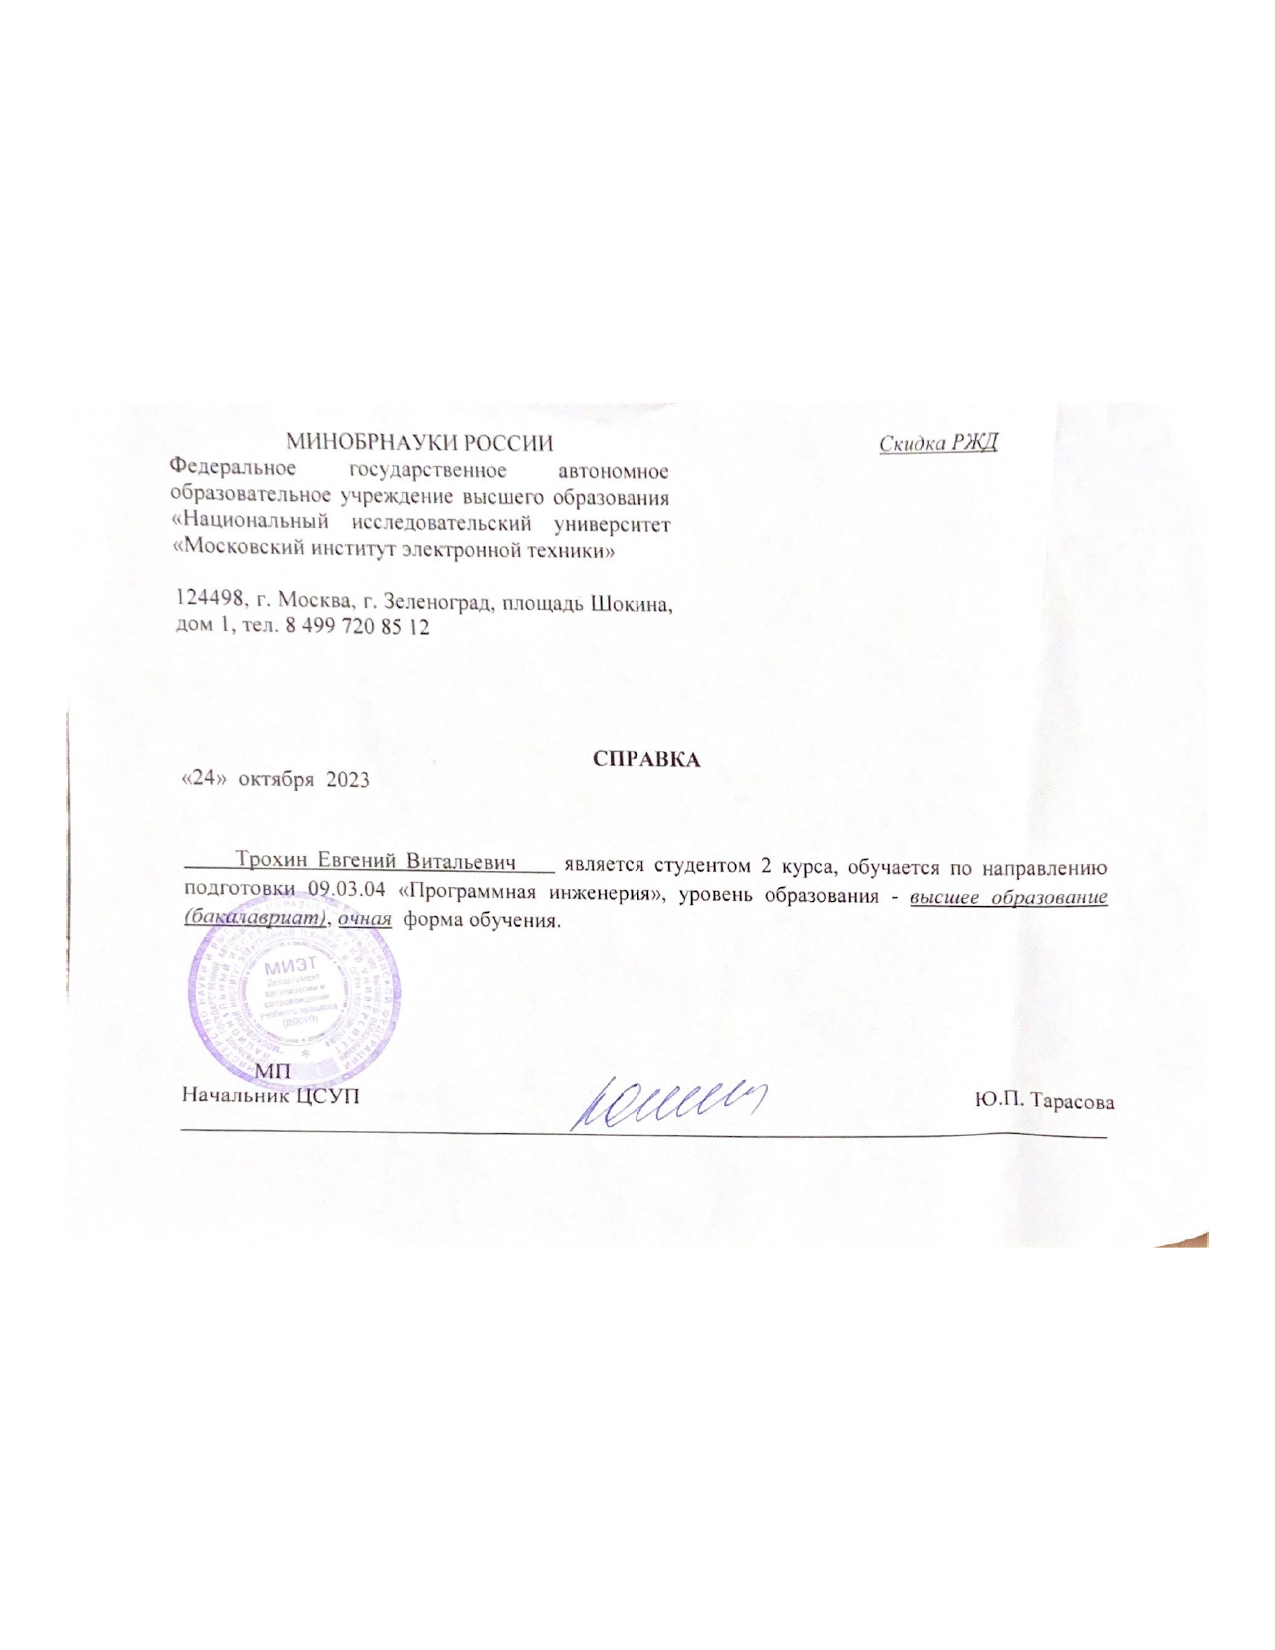 МИНОБРНАУКИ РОССИИ
Скидка РЖД
Федеральное государственное автономное
образовательное учреждение высшего образования
«Национальный исследовательский университет
«Московский институт электронной техники»
124498, г. Москва, г. Зеленоград, площадь Шокина,
дом 1, тел. 8 499 720 85 12
СПРАВКА
«24» октября 2023
Трохин Евгений Витальевич является студентом 2 курса, обучается по направлению
подготовки 09.03.04 «Программная инженерия», уровень образования - высшее образование
(бакалавриат), очная форма обучения.
МИЭТ
Департамент
организации и
сопровождения
учебного процесса
МП
Начальник ЦСУП
Ю.П. Тарасова